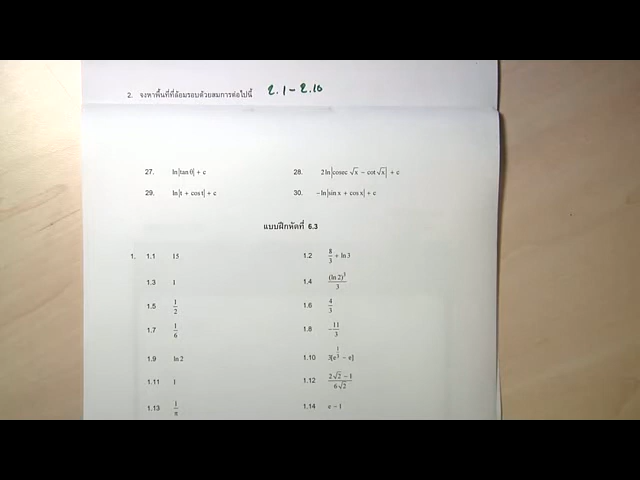 2. จงหาพื้นที่ที่ล้อมรอบด้วยสมการต่อไปนี้ 2.1 - 2.10
27. ln|tan θ| + c 28. 2 ln|cosec √x − cot √x| + c
29. ln|t + cos t| + c 30. −ln|sin x + cos x| + c
แบบฝึกหัดที่ 6.3
1. 1.1 15 1.2 8/3 + ln 3
1.3 1 1.4 (ln 2)³/3
1.5 1/2 1.6 4/3
1.7 1/6 1.8 −11/3
1.9 ln 2 1.10 3[e^(1/3) − e]
1.11 1 1.12 (2√2 − 1)/(6√2)
1.13 1/π 1.14 e − 1